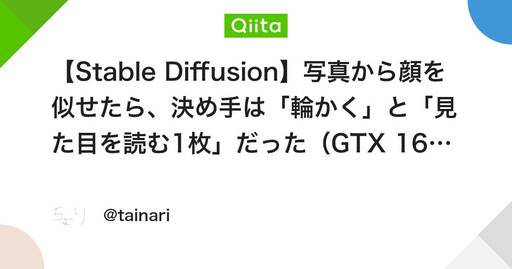 Qiita
【Stable Diffusion】写真から顔を
似せたら、決め手は「輪かく」と「見
た目を読む1枚」だった（GTX 16…
@tainari